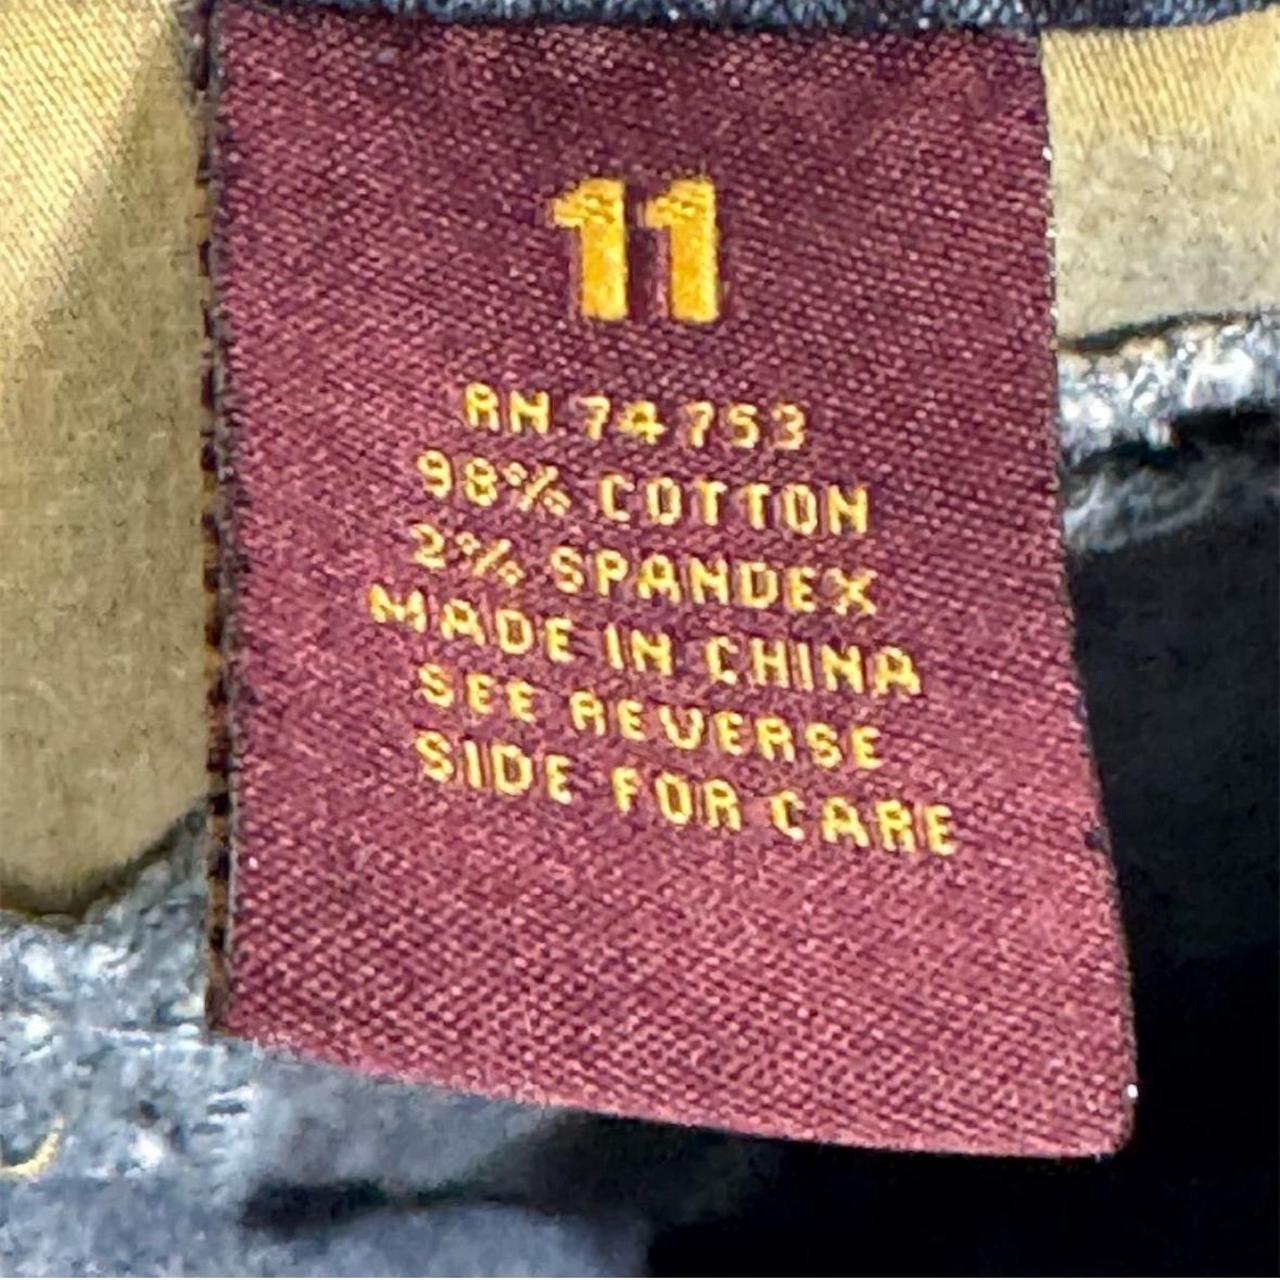 11
RN 74753
98% COTTON
2% SPANDEX
MADE IN CHINA
SEE REVERSE
SIDE FOR CARE